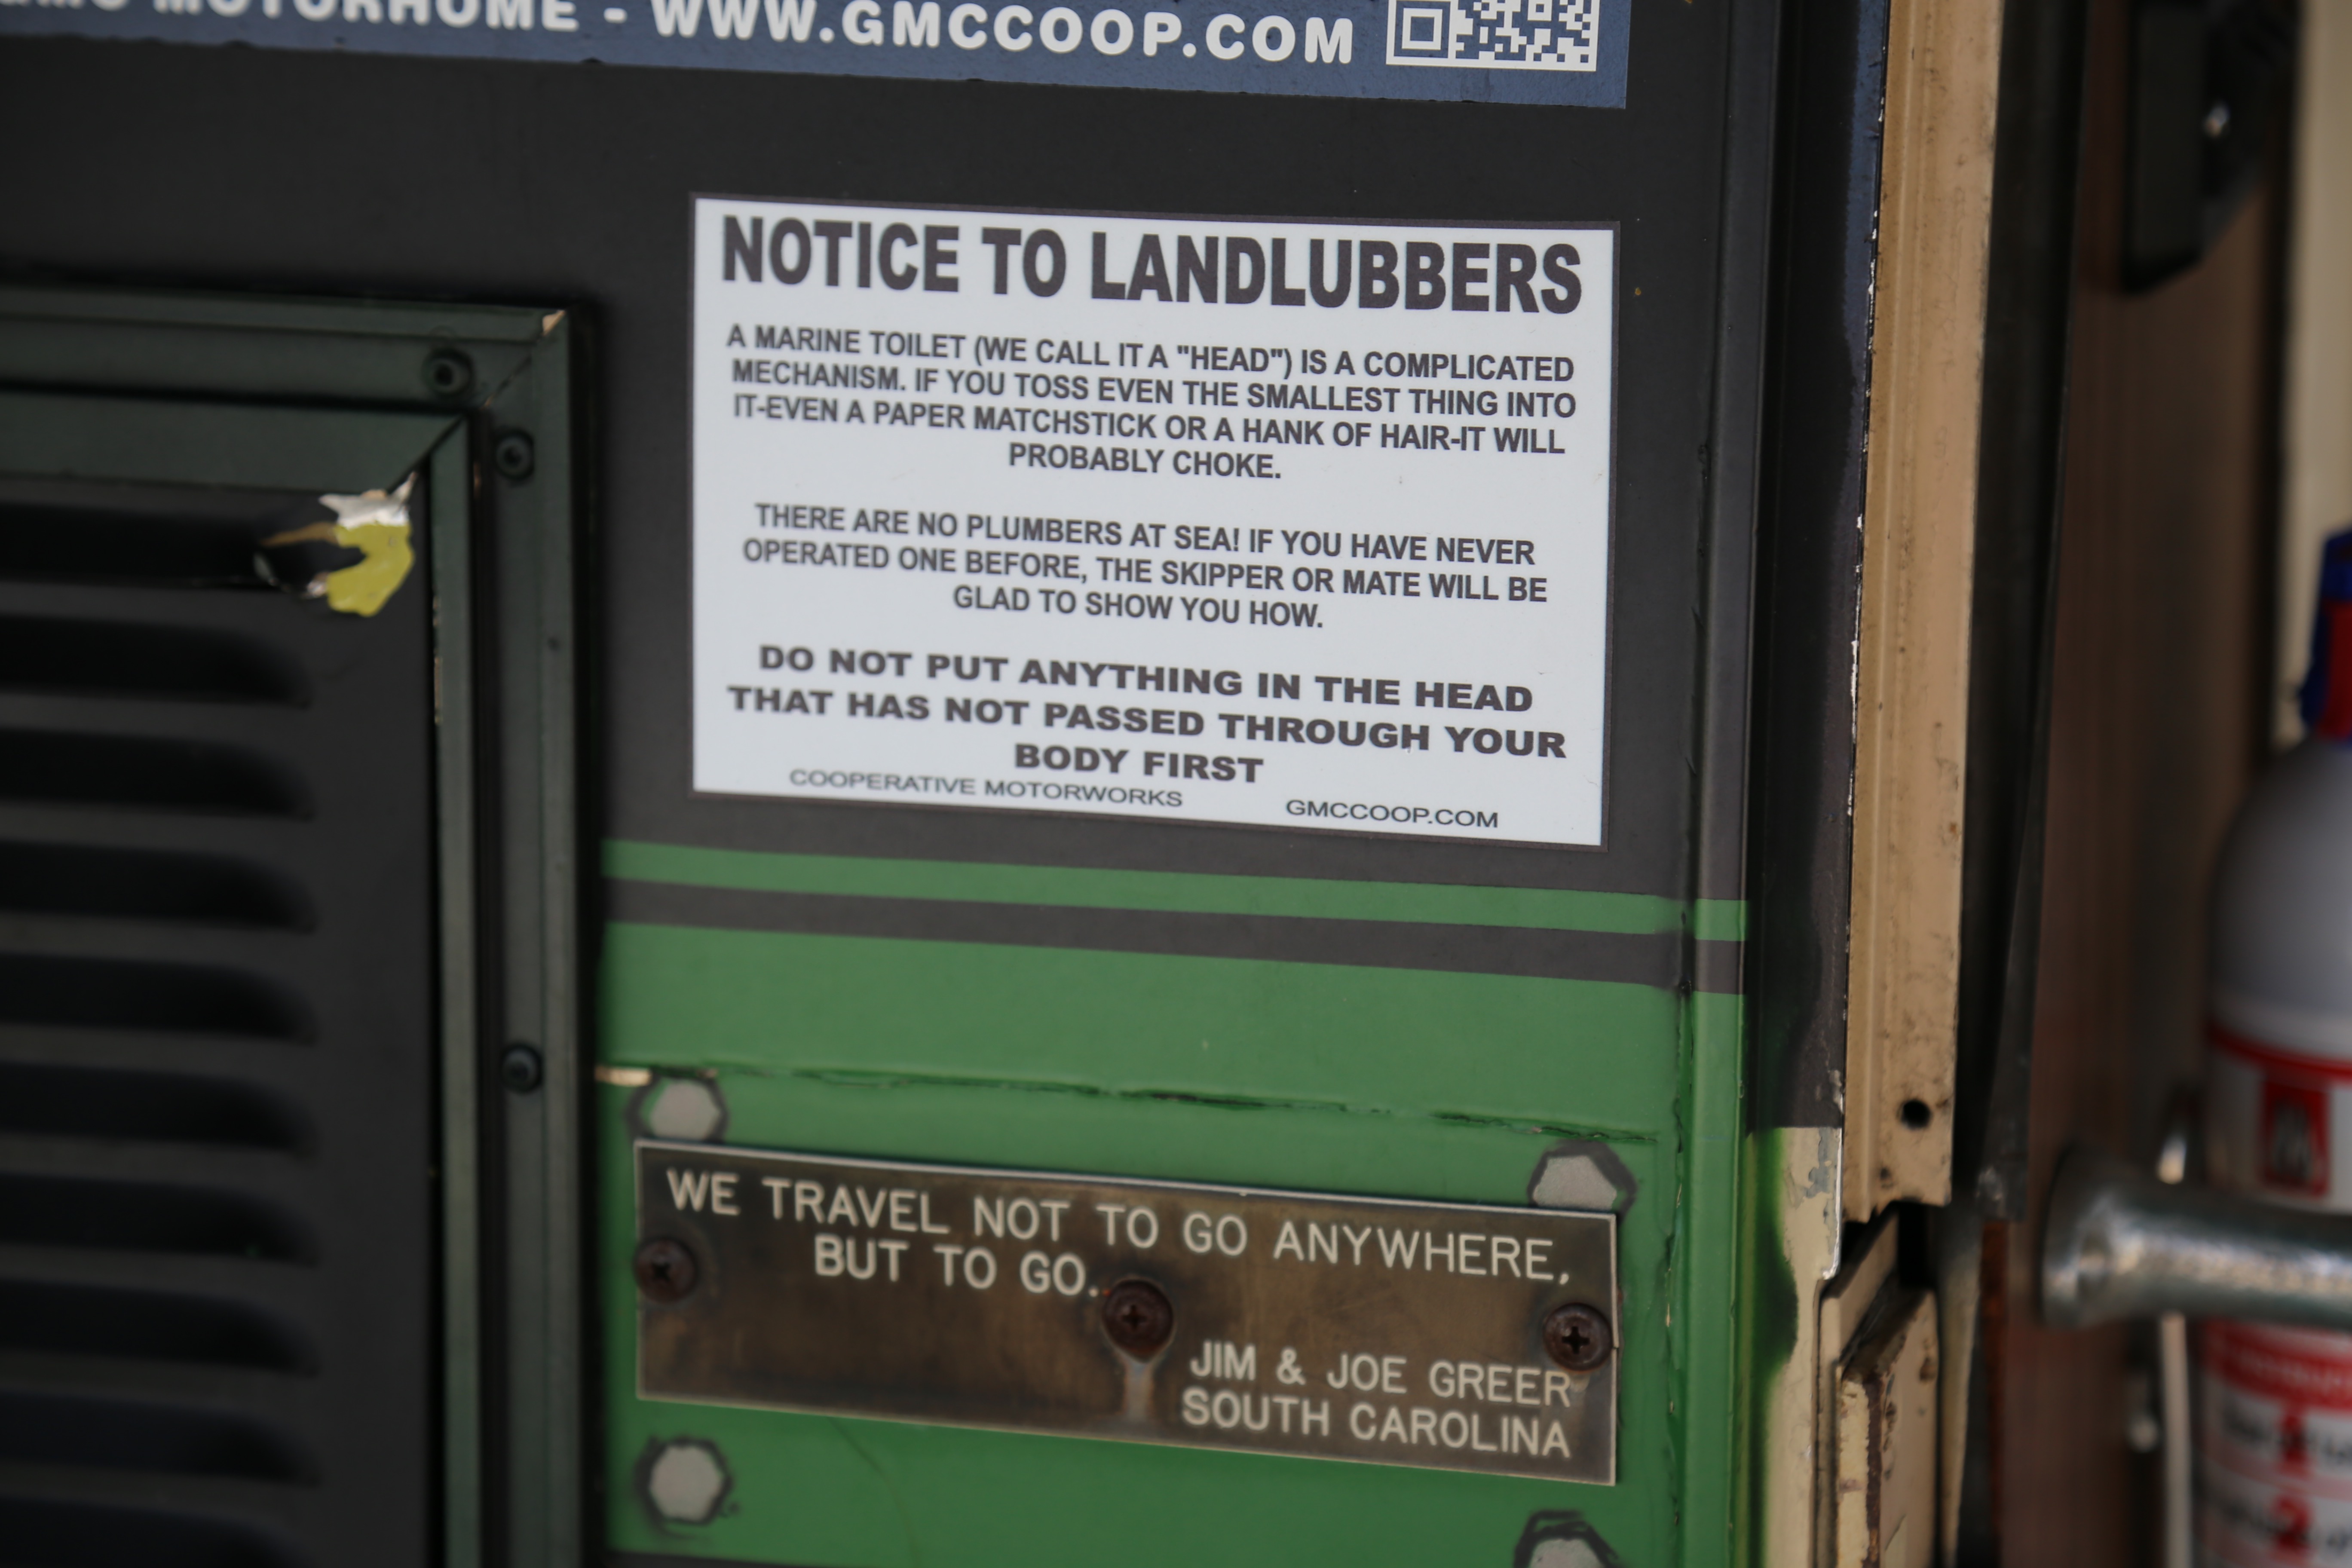 MOTORHOME - WWW.GMCCOOP.COM
NOTICE TO LANDLUBBERS
A MARINE TOILET (WE CALL IT A "HEAD") IS A COMPLICATED
MECHANISM. IF YOU TOSS EVEN THE SMALLEST THING INTO
IT-EVEN A PAPER MATCHSTICK OR A HANK OF HAIR-IT WILL
PROBABLY CHOKE.
THERE ARE NO PLUMBERS AT SEA! IF YOU HAVE NEVER
OPERATED ONE BEFORE, THE SKIPPER OR MATE WILL BE
GLAD TO SHOW YOU HOW.
DO NOT PUT ANYTHING IN THE HEAD
THAT HAS NOT PASSED THROUGH YOUR
BODY FIRST
COOPERATIVE MOTORWORKS GMCCOOP.COM
WE TRAVEL NOT TO GO ANYWHERE,
BUT TO GO..
JIM & JOE GREER
SOUTH CAROLINA